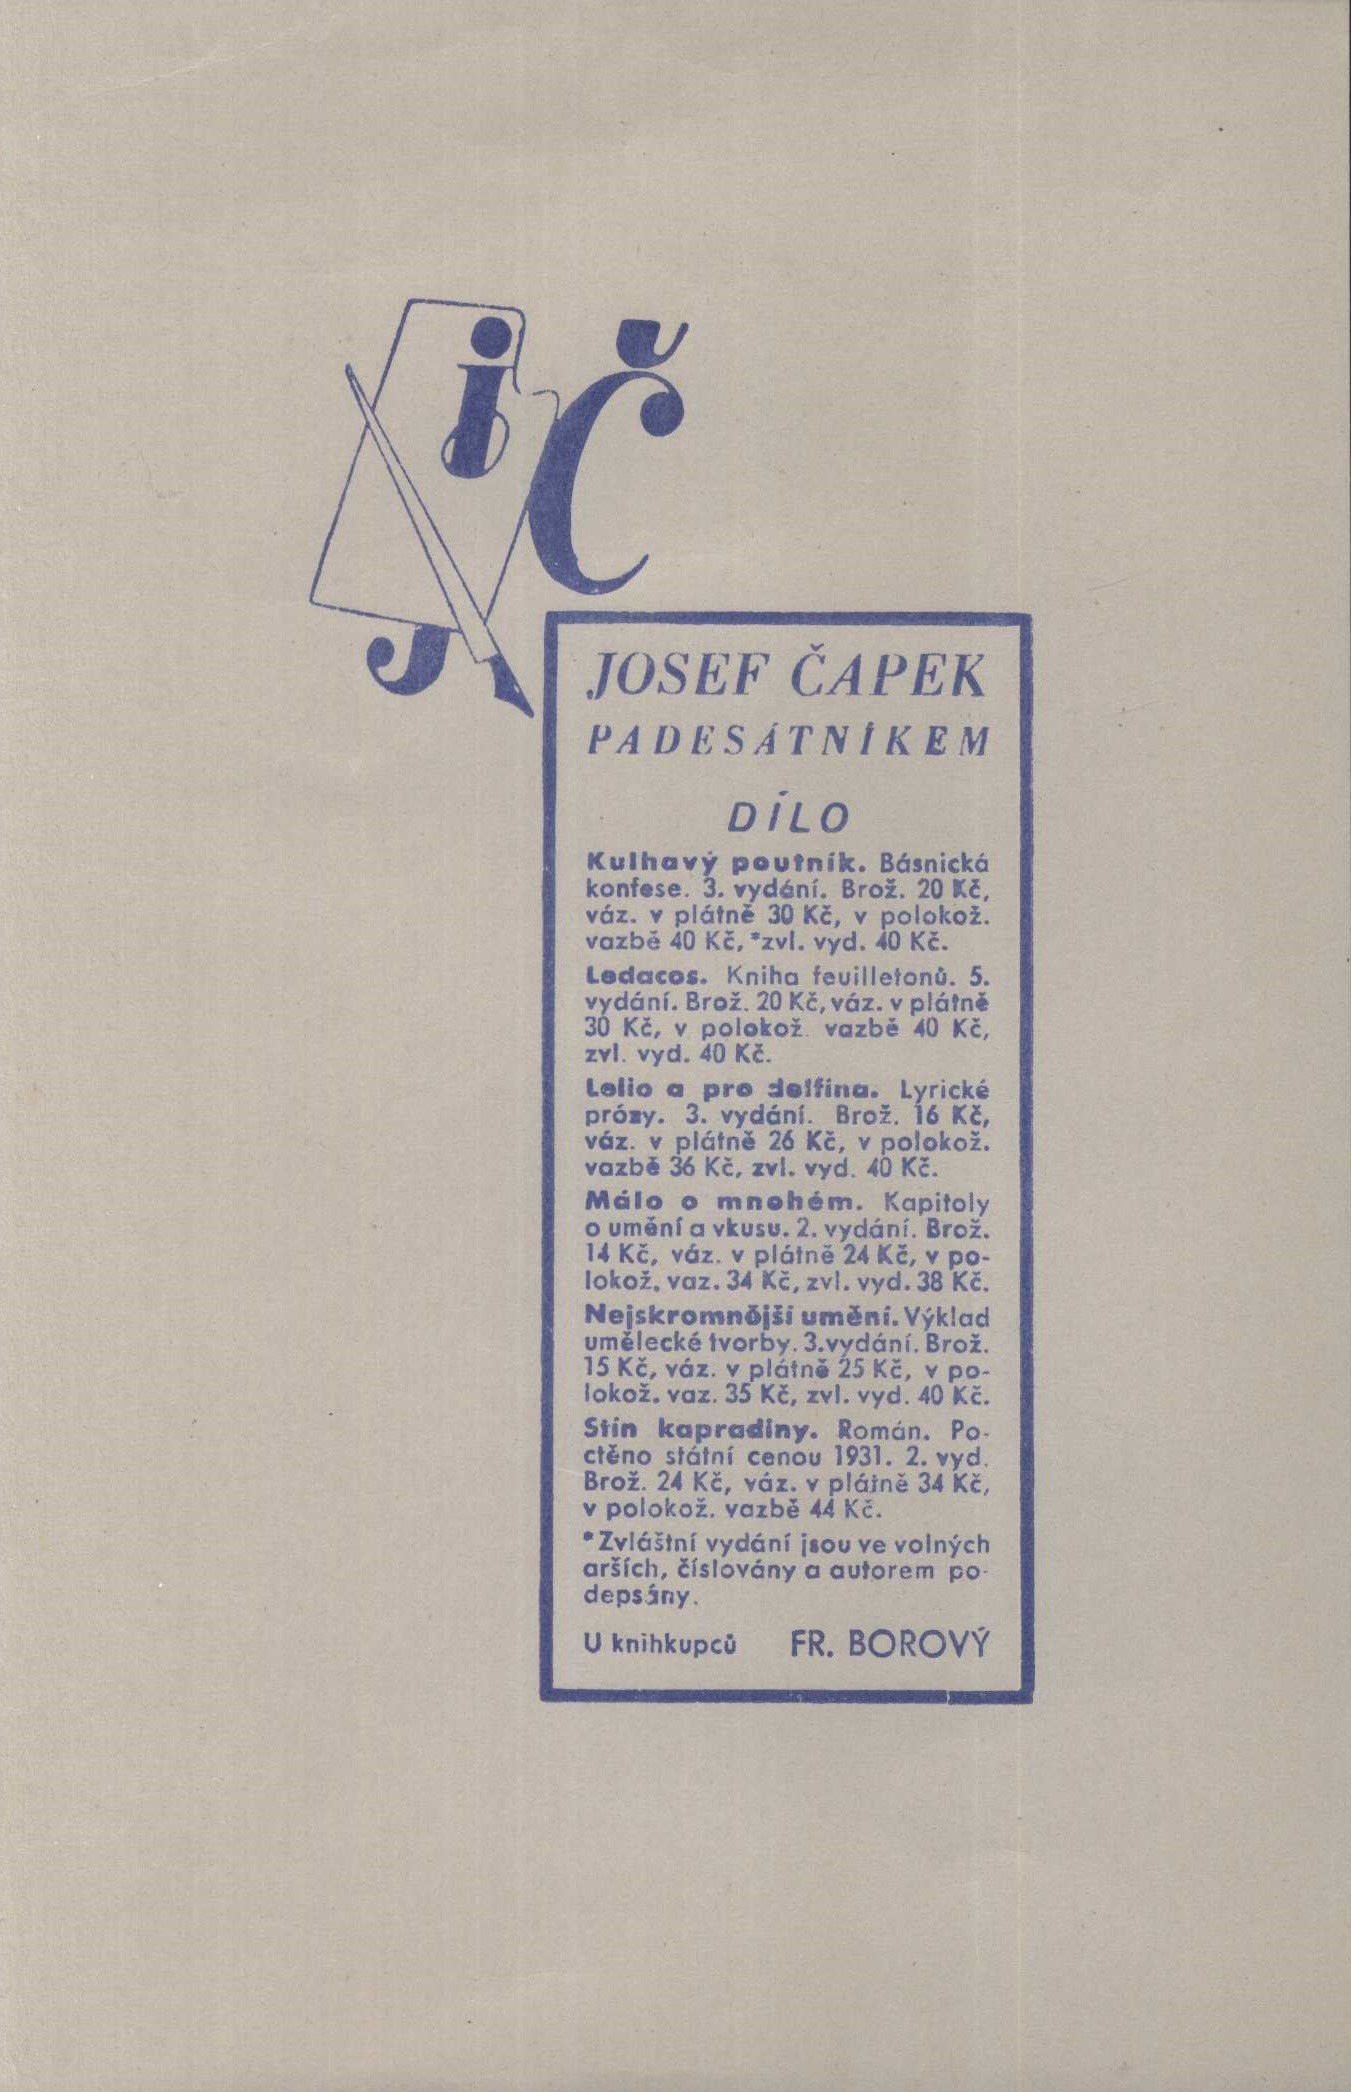 jČ
JOSEF ČAPEK
PADESÁTNÍKEM
DÍLO
Kulhavý poutník. Básnická
konfese. 3. vydání. Brož. 20 Kč,
váz. v plátně 30 Kč, v polokož.
vazbě 40 Kč, *zvl. vyd. 40 Kč.
Ledacos. Kniha feuilletonů. 5.
vydání. Brož. 20 Kč, váz. v plátně
30 Kč, v polokož. vazbě 40 Kč,
zvl. vyd. 40 Kč.
Lelio a pro delfína. Lyrické
prózy. 3. vydání. Brož. 16 Kč,
váz. v plátně 26 Kč, v polokož.
vazbě 36 Kč, zvl. vyd. 40 Kč.
Málo o mnohém. Kapitoly
o umění a vkusu. 2. vydání. Brož.
14 Kč, váz. v plátně 24 Kč, v po-
lokož. vaz. 34 Kč, zvl. vyd. 38 Kč.
Nejskromnější umění. Výklad
umělecké tvorby. 3. vydání. Brož.
15 Kč, váz. v plátně 25 Kč, v po-
lokož. vaz. 35 Kč, zvl. vyd. 40 Kč.
Stín kapradiny. Román. Po-
ctěno státní cenou 1931. 2. vyd.
Brož. 24 Kč, váz. v plátně 34 Kč,
v polokož. vazbě 44 Kč.
*Zvláštní vydání jsou ve volných
arších, číslovány a autorem po-
depsány.
U knihkupců FR. BOROVÝ